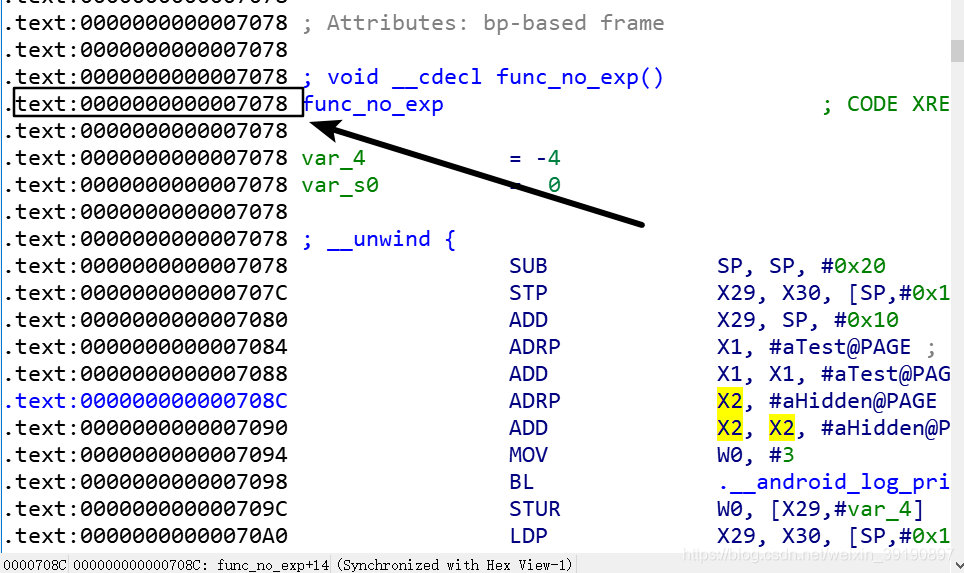 .text:0000000000007078
.text:0000000000007078 ; Attributes: bp-based frame
.text:0000000000007078
.text:0000000000007078 ; void __cdecl func_no_exp()
.text:0000000000007078 func_no_exp ; CODE XRE
.text:0000000000007078
.text:0000000000007078 var_4 = -4
.text:0000000000007078 var_s0 = 0
.text:0000000000007078
.text:0000000000007078 ; __unwind {
.text:0000000000007078 SUB SP, SP, #0x20
.text:000000000000707C STP X29, X30, [SP,#0x1
.text:0000000000007080 ADD X29, SP, #0x10
.text:0000000000007084 ADRP X1, #aTest@PAGE ;
.text:0000000000007088 ADD X1, X1, #aTest@PAG
.text:000000000000708C ADRP X2, #aHidden@PAGE
.text:0000000000007090 ADD X2, X2, #aHidden@P
.text:0000000000007094 MOV W0, #3
.text:0000000000007098 BL .__android_log_pri
.text:000000000000709C STUR W0, [X29,#var_4]
.text:00000000000070A0 LDP X29, X30, [SP,#0x1
https://blog.csdn.net/weixin_39190897
0000708C 000000000000708C: func_no_exp+14 (Synchronized with Hex View-1)